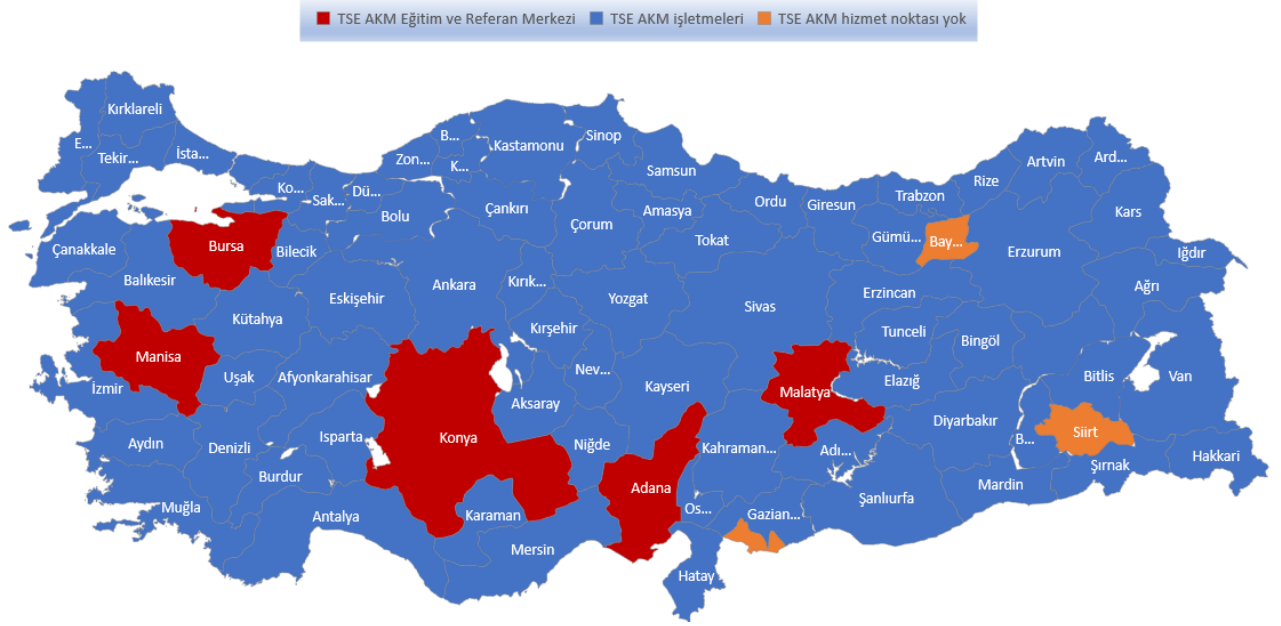 TSE AKM Eğitim ve Referan Merkezi TSE AKM işletmeleri TSE AKM hizmet noktası yok
Kırklareli
E...
Tekir...
İsta...
Ko...
Sak...
Dü...
Zon...
B...
K...
Kastamonu
Sinop
Samsun
Ordu
Giresun
Trabzon
Rize
Artvin
Ard...
Kars
Iğdır
Çanakkale
Balıkesir
Bursa
Bilecik
Bolu
Çankırı
Çorum
Amasya
Tokat
Gümü...
Bay...
Erzurum
Ağrı
Eskişehir
Ankara
Kırık...
Yozgat
Sivas
Erzincan
Tunceli
Bingöl
Kütahya
Kırşehir
Manisa
İzmir
Uşak
Afyonkarahisar
Nev...
Kayseri
Malatya
Elazığ
Bitlis
Van
Aksaray
Aydın
Denizli
Isparta
Konya
Niğde
Kahraman...
Adı...
Diyarbakır
B...
Siirt
Şırnak
Hakkari
Burdur
Muğla
Antalya
Karaman
Mersin
Adana
Os...
Gazian...
Şanlıurfa
Mardin
Hatay